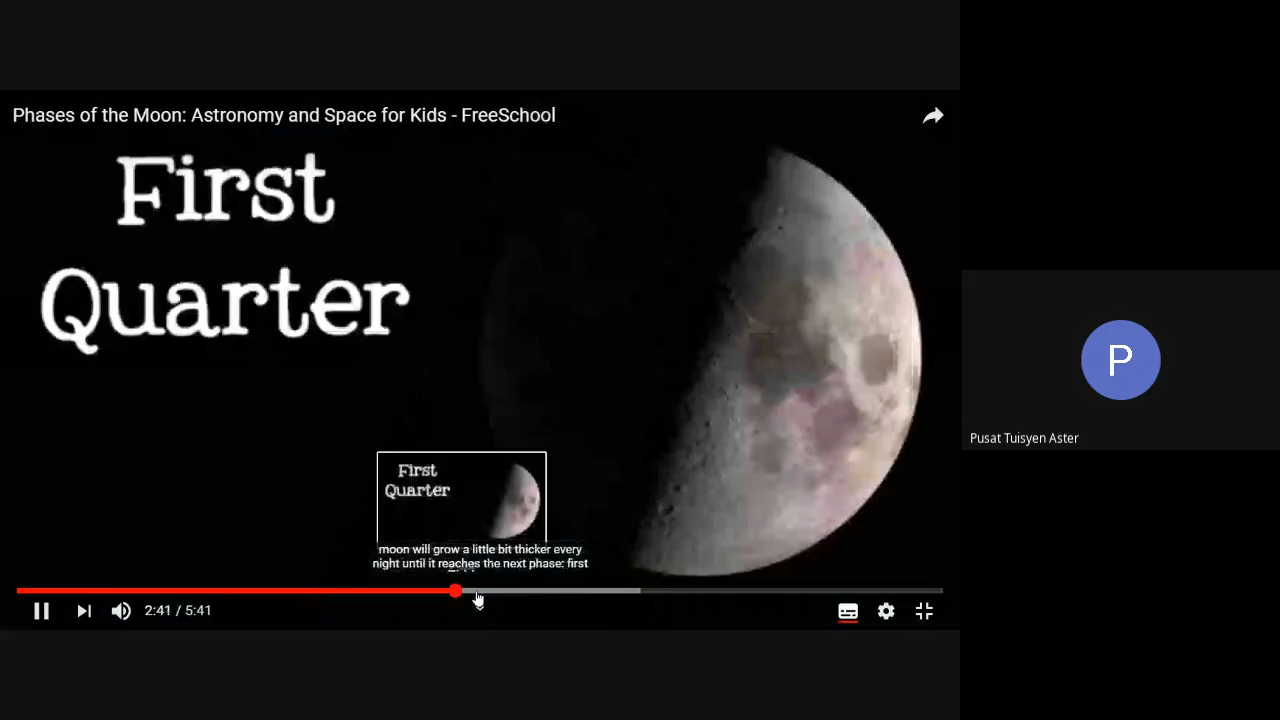 Phases of the Moon: Astronomy and Space for Kids - FreeSchool
First
Quarter
First
Quarter
moon will grow a little bit thicker every
night until it reaches the next phase: first
2:41 / 5:41
P
Pusat Tuisyen Aster